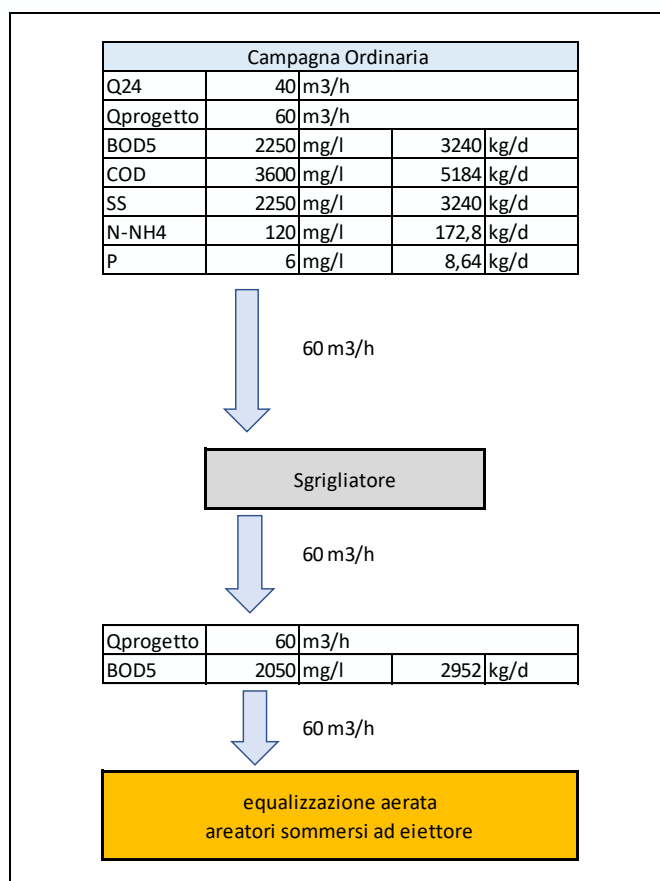 Campagna Ordinaria
Q24 40 m3/h
Qprogetto 60 m3/h
BOD5 2250 mg/l 3240 kg/d
COD 3600 mg/l 5184 kg/d
SS 2250 mg/l 3240 kg/d
N-NH4 120 mg/l 172,8 kg/d
P 6 mg/l 8,64 kg/d
60 m3/h
Sgrigliatore
60 m3/h
Qprogetto 60 m3/h
BOD5 2050 mg/l 2952 kg/d
60 m3/h
equalizzazione aerata
areatori sommersi ad eiettore